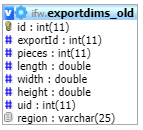 ifw.exportdims_old
id : int(11)
exportId : int(11)
pieces : int(11)
length : double
width : double
height : double
uid : int(11)
region : varchar(25)